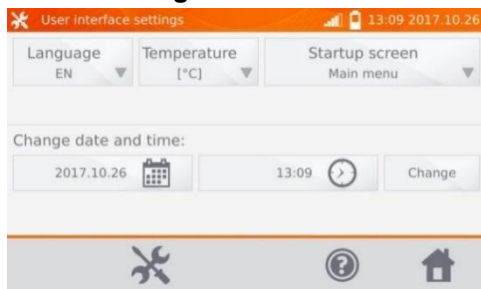 User interface settings 13:09 2017.10.26
Language Temperature Startup screen
EN [°C] Main menu
Change date and time:
2017.10.26 13:09 Change